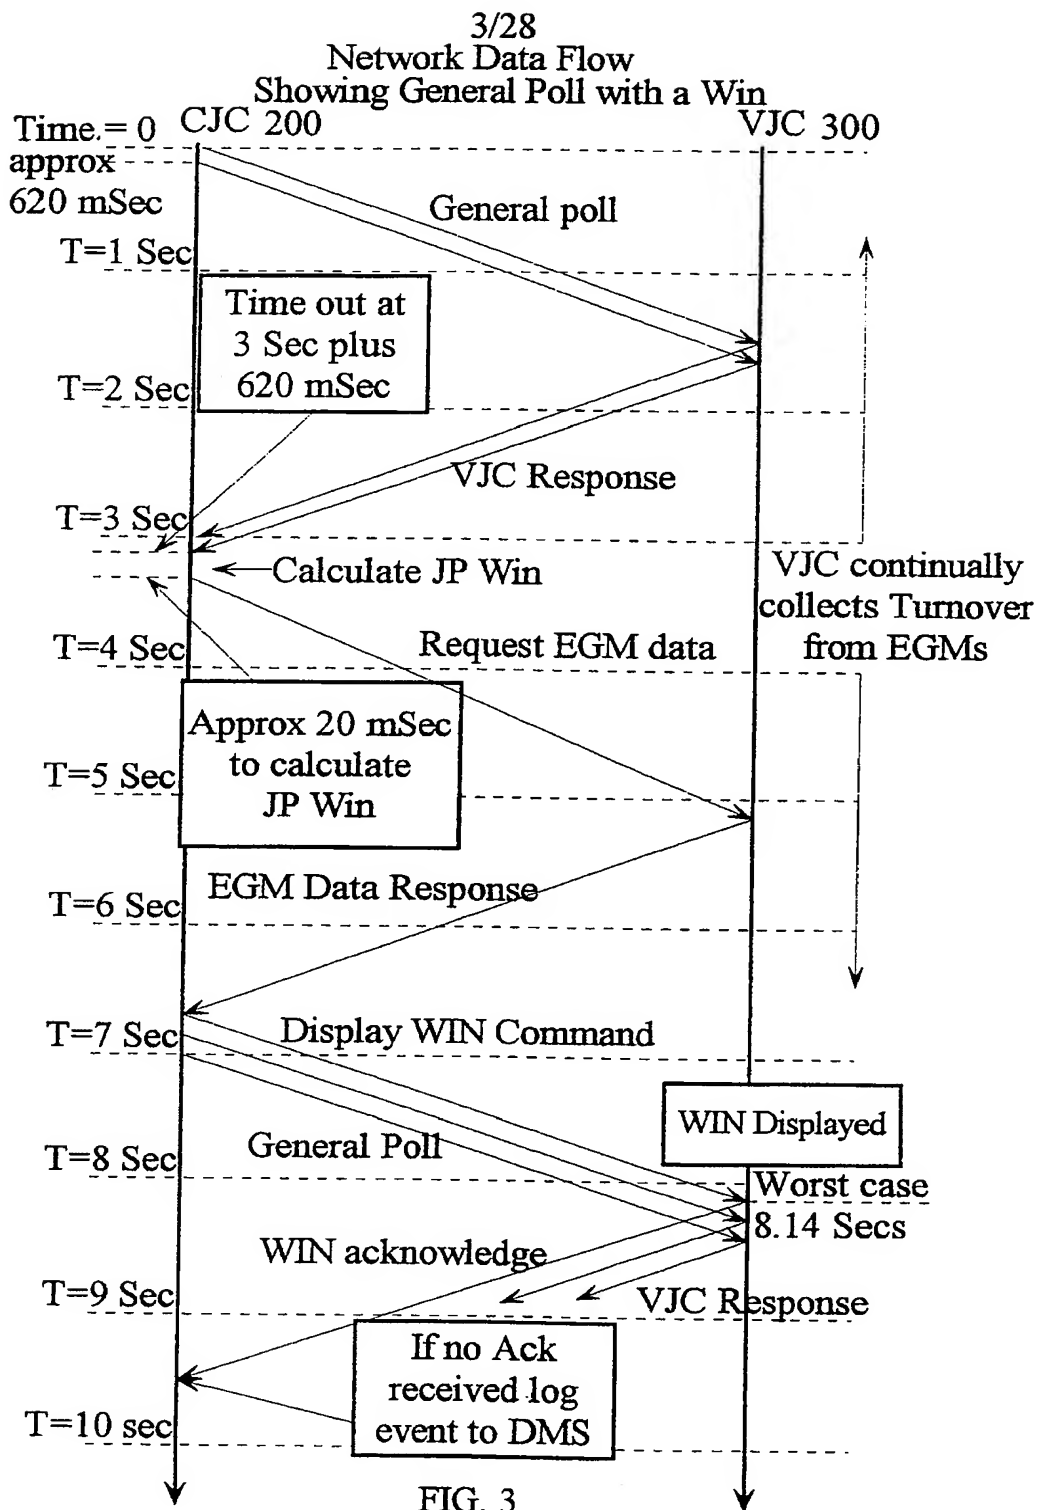 3/28
Network Data Flow
Showing General Poll with a Win
Time.= 0 CJC 200 VJC 300
approx
620 mSec
General poll
T=1 Sec
Time out at
3 Sec plus
620 mSec
T=2 Sec
VJC Response
T=3 Sec
Calculate JP Win
VJC continually
collects Turnover
from EGMs
T=4 Sec
Request EGM data
Approx 20 mSec
to calculate
JP Win
T=5 Sec
EGM Data Response
T=6 Sec
T=7 Sec
Display WIN Command
WIN Displayed
General Poll
T=8 Sec
Worst case
8.14 Secs
WIN acknowledge
T=9 Sec
VJC Response
If no Ack
received log
event to DMS
T=10 sec
FIG. 3